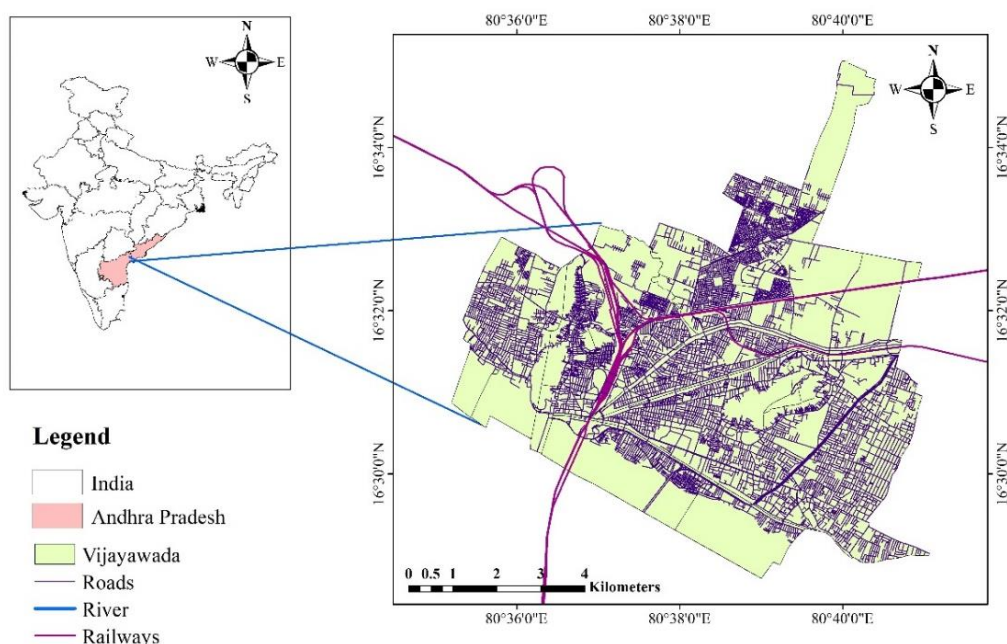 N
W E
S
80°36'0"E 80°38'0"E 80°40'0"E
N
W E
S
16°34'0"N 16°34'0"N
16°32'0"N 16°32'0"N
16°30'0"N 16°30'0"N
Legend
India
Andhra Pradesh
Vijayawada
Roads
River
Railways
0 0.5 1 2 3 4
Kilometers
80°36'0"E 80°38'0"E 80°40'0"E